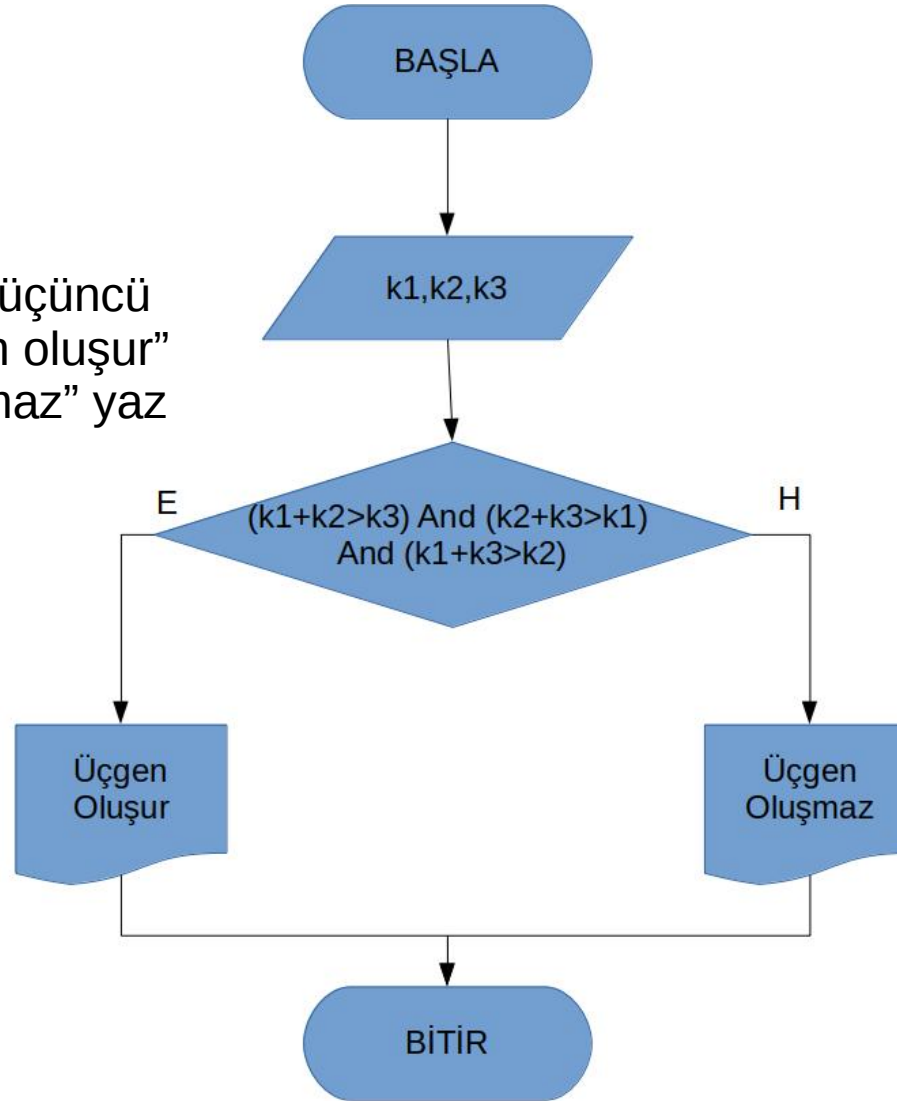 BAŞLA
k1,k2,k3
üçüncü
oluşur”
yaz
E
H
(k1+k2>k3) And (k2+k3>k1)
And (k1+k3>k2)
Üçgen
Oluşur
Üçgen
Oluşmaz
BİTİR